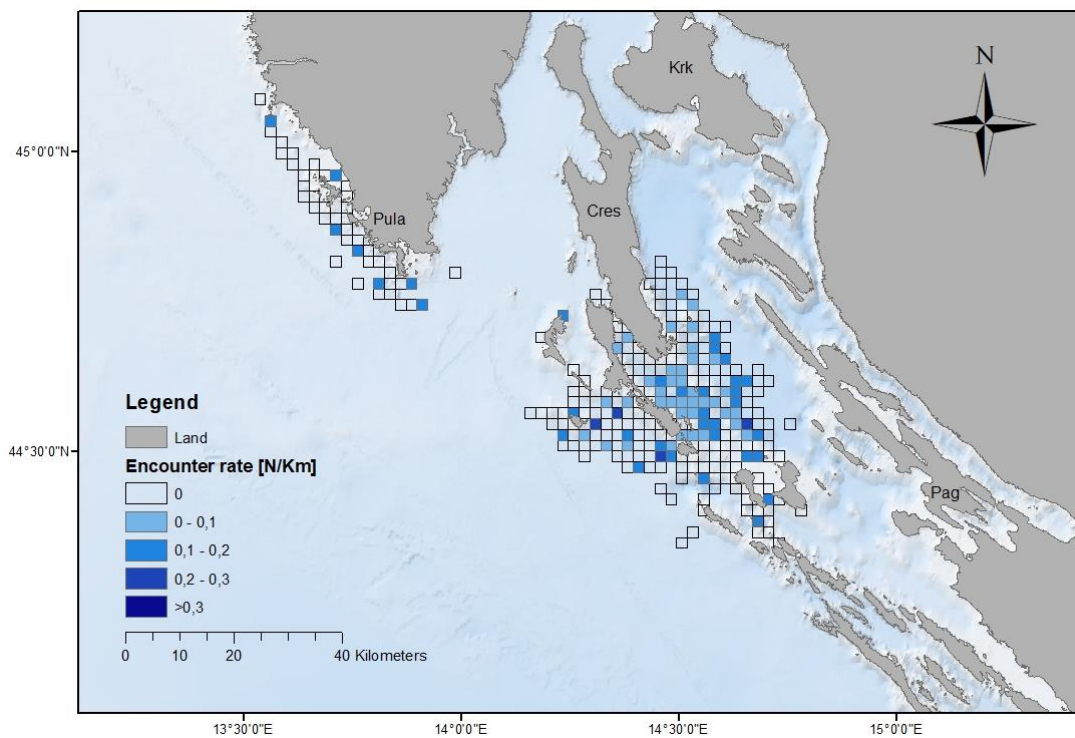 N
Krk
45°0'0"N
Cres
Pula
Legend
Land
Encounter rate [N/Km]
0
0 - 0,1
0,1 - 0,2
0,2 - 0,3
>0,3
44°30'0"N
Pag
0 10 20 40 Kilometers
13°30'0"E 14°0'0"E 14°30'0"E 15°0'0"E